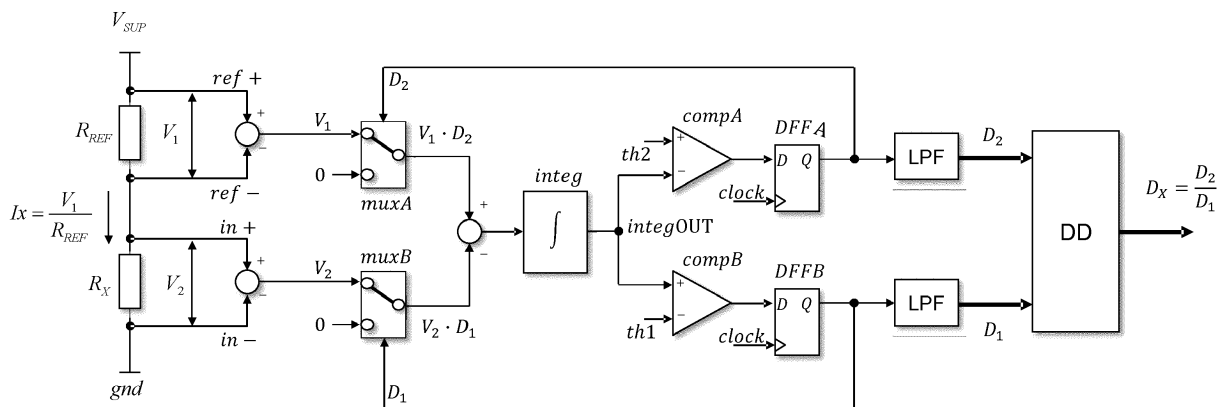 V_SUP
ref +
R_REF
V_1
ref −
+
−
V_1
0
D_2
V_1 · D_2
muxA
Ix = V_1 / R_REF
in +
R_X
V_2
in −
+
−
V_2
muxB
0
V_2 · D_1
D_1
gnd
+
−
integ
∫
integOUT
compA
th2
+
−
DFFA
D Q
clock
compB
+
−
th1
DFFB
D Q
clock
LPF
D_2
LPF
D_1
DD
D_X = D_2 / D_1